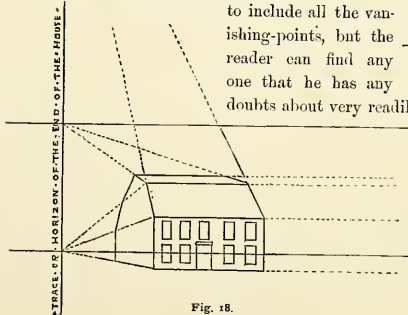 to include all the van-
ishing-points, but the
reader can find any
one that he has any
doubts about very readil
TRACE·OR·HORIZON·OF·THE·END·OF·THE·HOUSE·
Fig. 18.